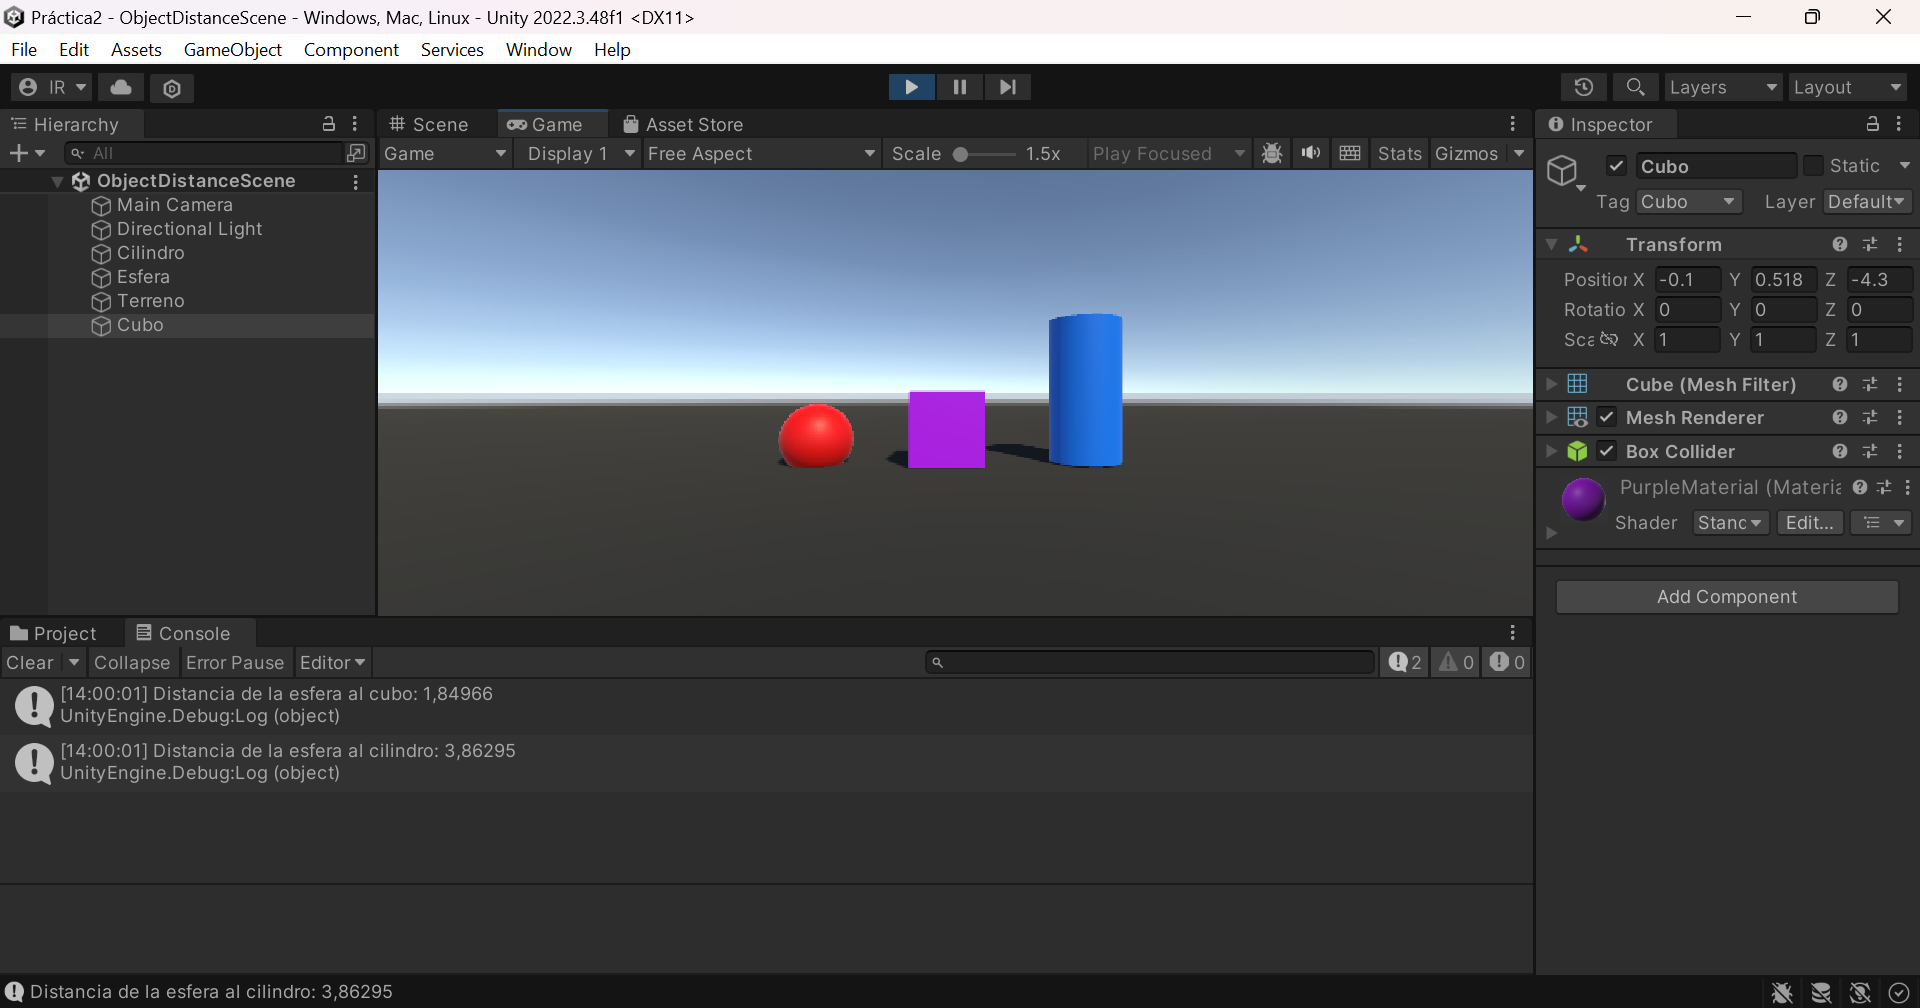 Práctica2 - ObjectDistanceScene - Windows, Mac, Linux - Unity 2022.3.48f1 <DX11>
File Edit Assets GameObject Component Services Window Help
IR Layers Layout
Hierarchy Scene Game Asset Store Inspector
All Game Display 1 Free Aspect Scale 1.5x Play Focused Stats Gizmos
Cubo Static
Tag Cubo Layer Default
ObjectDistanceScene
Main Camera
Directional Light
Cilindro
Esfera
Terreno
Cubo
Transform
Position X -0.1 Y 0.518 Z -4.3
Rotatio X 0 Y 0 Z 0
Sca X 1 Y 1 Z 1
Cube (Mesh Filter)
Mesh Renderer
Box Collider
PurpleMaterial (Materia
Shader Stanc Edit...
Add Component
Project Console
Clear Collapse Error Pause Editor 2 0 0
[14:00:01] Distancia de la esfera al cubo: 1,84966
UnityEngine.Debug:Log (object)
[14:00:01] Distancia de la esfera al cilindro: 3,86295
UnityEngine.Debug:Log (object)
Distancia de la esfera al cilindro: 3,86295